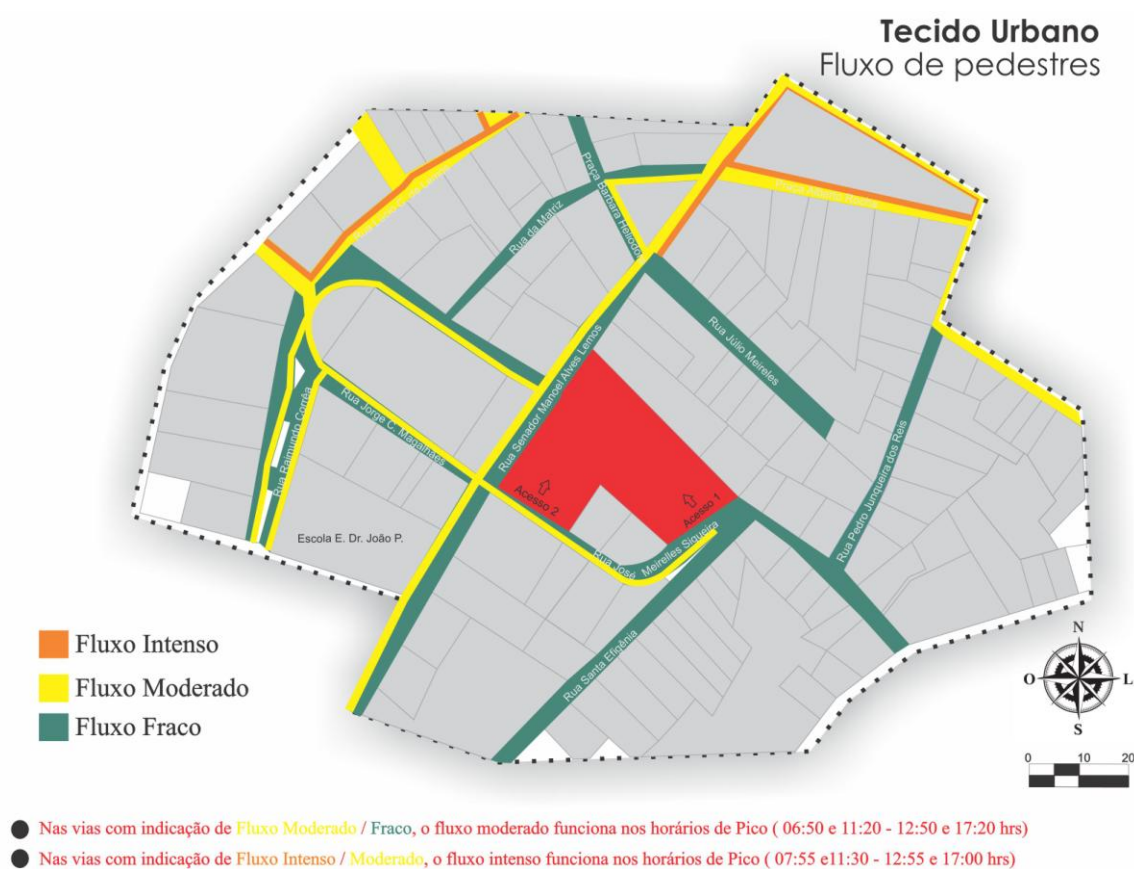 Tecido Urbano
Fluxo de pedestres
Praça Bárbara Heliodora
Rua da Matriz
Rua Júlio Meireles
Rua Senador Manoel Alves Lemos
Rua Jorge C. Magalhães
Rua Raimundo Corrêa
Rua Pedro Junqueira dos Reis
Acesso 2
Acesso 1
Escola E. Dr. João P.
Rua José Meirelles Siqueira
Rua Santa Efigênia
Fluxo Intenso
Fluxo Moderado
Fluxo Fraco
N
O
L
S
0 10 20
Nas vias com indicação de Fluxo Moderado / Fraco, o fluxo moderado funciona nos horários de Pico ( 06:50 e 11:20 - 12:50 e 17:20 hrs)
Nas vias com indicação de Fluxo Intenso / Moderado, o fluxo intenso funciona nos horários de Pico ( 07:55 e11:30 - 12:55 e 17:00 hrs)